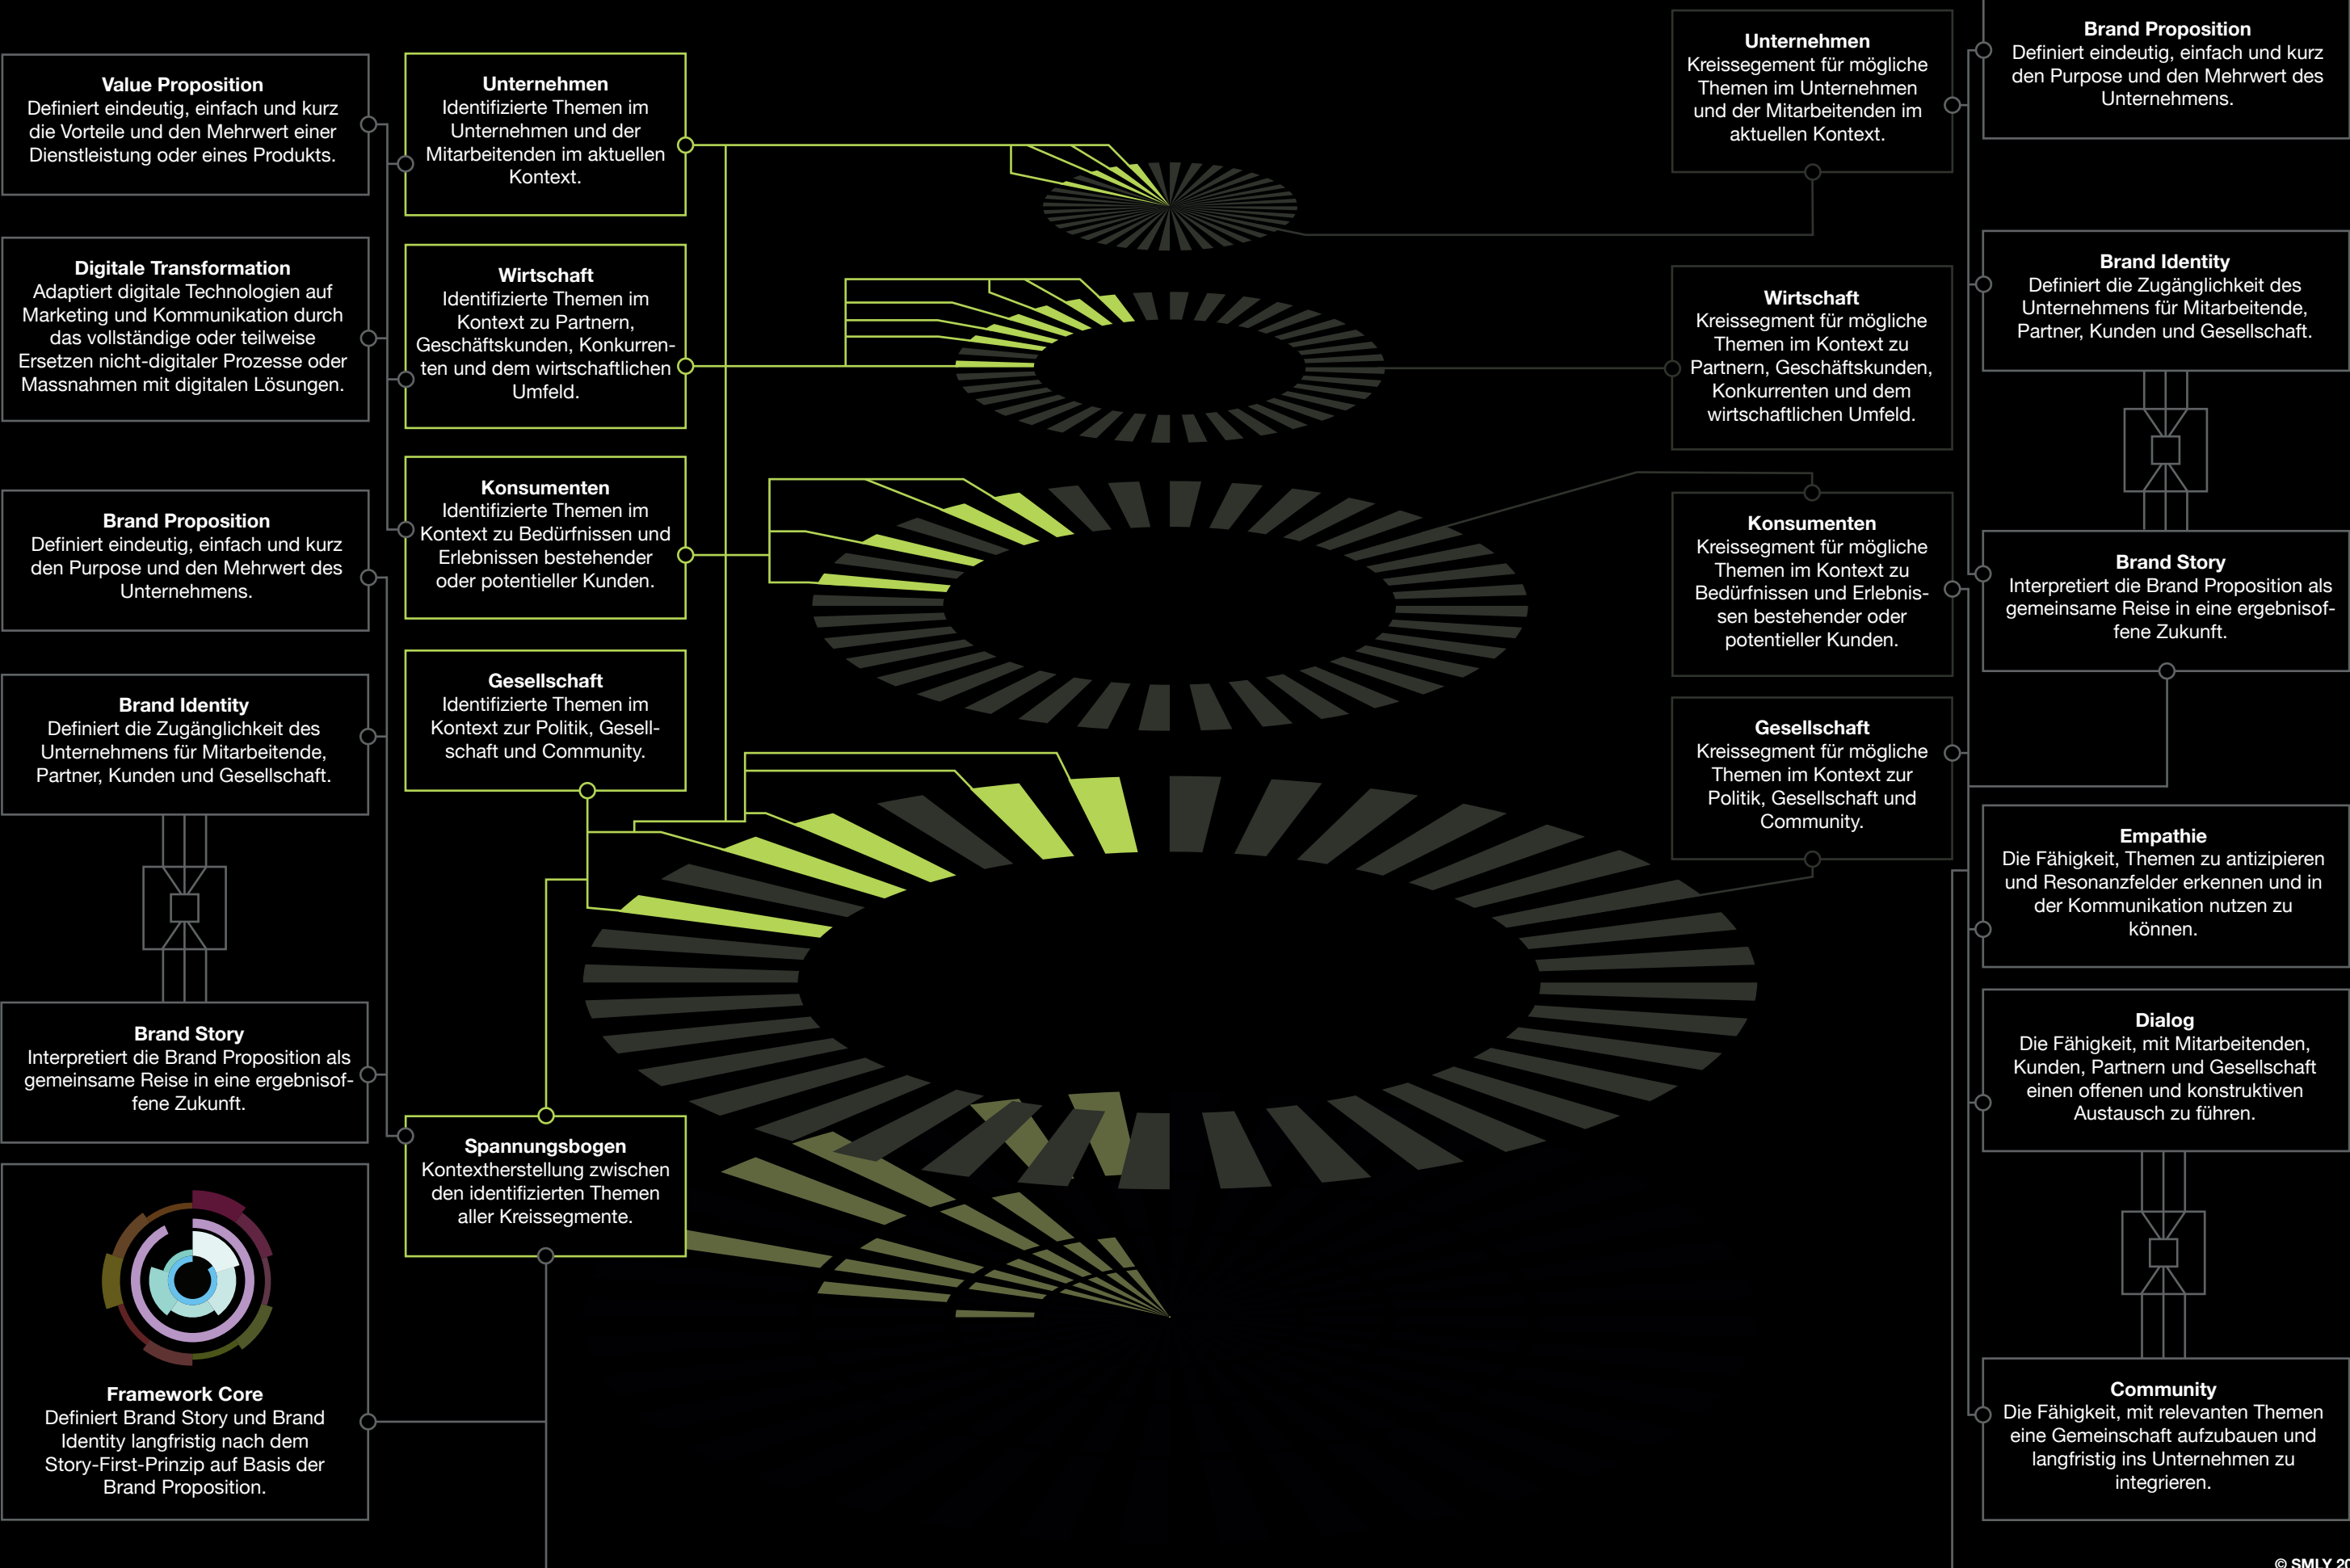 Value Proposition
Definiert eindeutig, einfach und kurz
die Vorteile und den Mehrwert einer
Dienstleistung oder eines Produkts.
Digitale Transformation
Adaptiert digitale Technologien auf
Marketing und Kommunikation durch
das vollständige oder teilweise
Ersetzen nicht-digitaler Prozesse oder
Massnahmen mit digitalen Lösungen.
Brand Proposition
Definiert eindeutig, einfach und kurz
den Purpose und den Mehrwert des
Unternehmens.
Brand Identity
Definiert die Zugänglichkeit des
Unternehmens für Mitarbeitende,
Partner, Kunden und Gesellschaft.
Brand Story
Interpretiert die Brand Proposition als
gemeinsame Reise in eine ergebnisof-
fene Zukunft.
Framework Core
Definiert Brand Story und Brand
Identity langfristig nach dem
Story-First-Prinzip auf Basis der
Brand Proposition.
Unternehmen
Identifizierte Themen im
Unternehmen und der
Mitarbeitenden im aktuellen
Kontext.
Wirtschaft
Identifizierte Themen im
Kontext zu Partnern,
Geschäftskunden, Konkurren-
ten und dem wirtschaftlichen
Umfeld.
Konsumenten
Identifizierte Themen im
Kontext zu Bedürfnissen und
Erlebnissen bestehender
oder potentieller Kunden.
Gesellschaft
Identifizierte Themen im
Kontext zur Politik, Gesell-
schaft und Community.
Spannungsbogen
Kontextherstellung zwischen
den identifizierten Themen
aller Kreissegmente.
Unternehmen
Kreissegement für mögliche
Themen im Unternehmen
und der Mitarbeitenden im
aktuellen Kontext.
Wirtschaft
Kreissegment für mögliche
Themen im Kontext zu
Partnern, Geschäftskunden,
Konkurrenten und dem
wirtschaftlichen Umfeld.
Konsumenten
Kreissegment für mögliche
Themen im Kontext zu
Bedürfnissen und Erlebnis-
sen bestehender oder
potentieller Kunden.
Gesellschaft
Kreissegment für mögliche
Themen im Kontext zur
Politik, Gesellschaft und
Community.
Brand Proposition
Definiert eindeutig, einfach und kurz
den Purpose und den Mehrwert des
Unternehmens.
Brand Identity
Definiert die Zugänglichkeit des
Unternehmens für Mitarbeitende,
Partner, Kunden und Gesellschaft.
Brand Story
Interpretiert die Brand Proposition als
gemeinsame Reise in eine ergebnisof-
fene Zukunft.
Empathie
Die Fähigkeit, Themen zu antizipieren
und Resonanzfelder erkennen und in
der Kommunikation nutzen zu
können.
Dialog
Die Fähigkeit, mit Mitarbeitenden,
Kunden, Partnern und Gesellschaft
einen offenen und konstruktiven
Austausch zu führen.
Community
Die Fähigkeit, mit relevanten Themen
eine Gemeinschaft aufzubauen und
langfristig ins Unternehmen zu
integrieren.
© SMLY